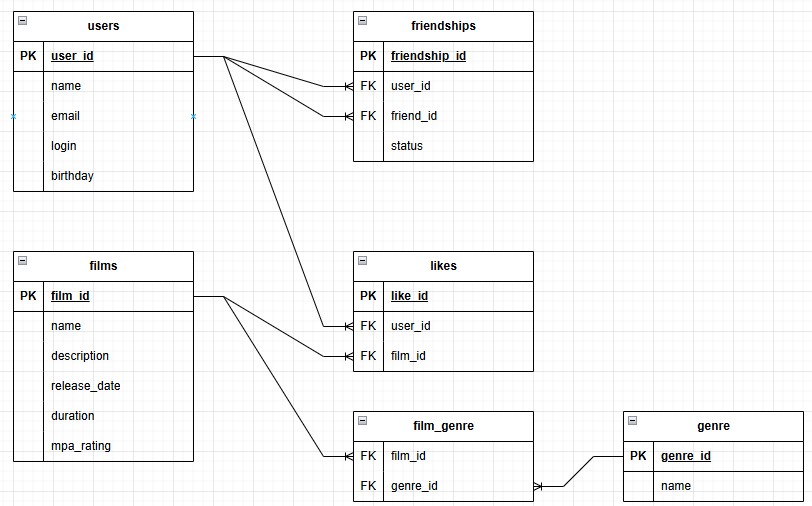 users
PK user_id
name
email
login
birthday
friendships
PK friendship_id
FK user_id
FK friend_id
status
films
PK film_id
name
description
release_date
duration
mpa_rating
likes
PK like_id
FK user_id
FK film_id
film_genre
FK film_id
FK genre_id
genre
PK genre_id
name